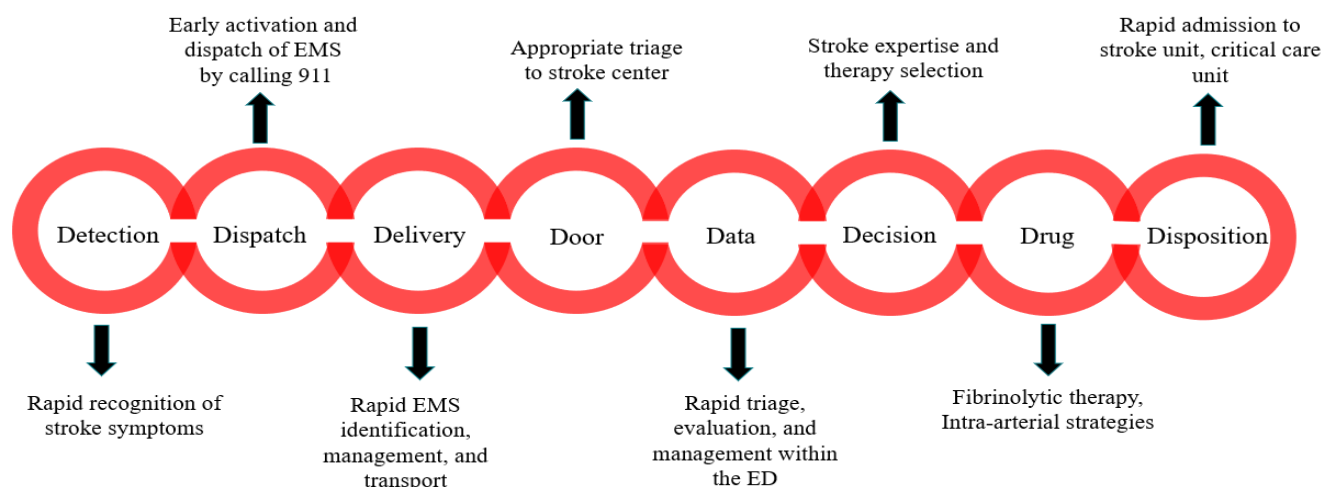 Early activation and
dispatch of EMS
by calling 911
Appropriate triage
to stroke center
Stroke expertise and
therapy selection
Rapid admission to
stroke unit, critical care
unit
Detection
Dispatch
Delivery
Door
Data
Decision
Drug
Disposition
Rapid recognition of
stroke symptoms
Rapid EMS
identification,
management, and
transport
Rapid triage,
evaluation, and
management within
the ED
Fibrinolytic therapy,
Intra-arterial strategies